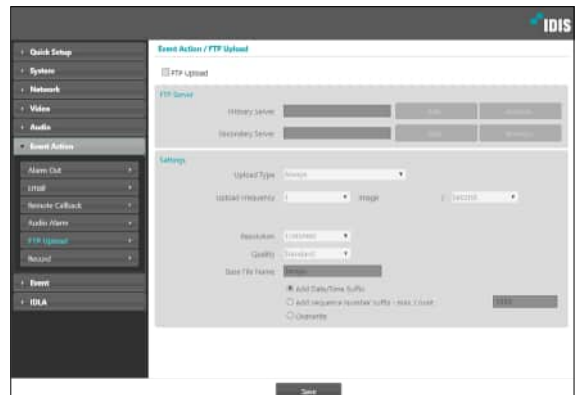 IDIS
Quick Setup
System
Network
Video
Audio
Event Action
Alarm Out
Email
Remote Callback
Audio Alarm
FTP Upload
Record
Event
IDLA
Event Action / FTP Upload
FTP Upload
FTP Server
Primary Server
Secondary Server
Settings
Upload Type Always
Upload Frequency 1 Image / Second
Resolution
Quality Standard
Base File Name
Add Date/Time Suffix
Add sequence number suffix - max. count
Overwrite
Save